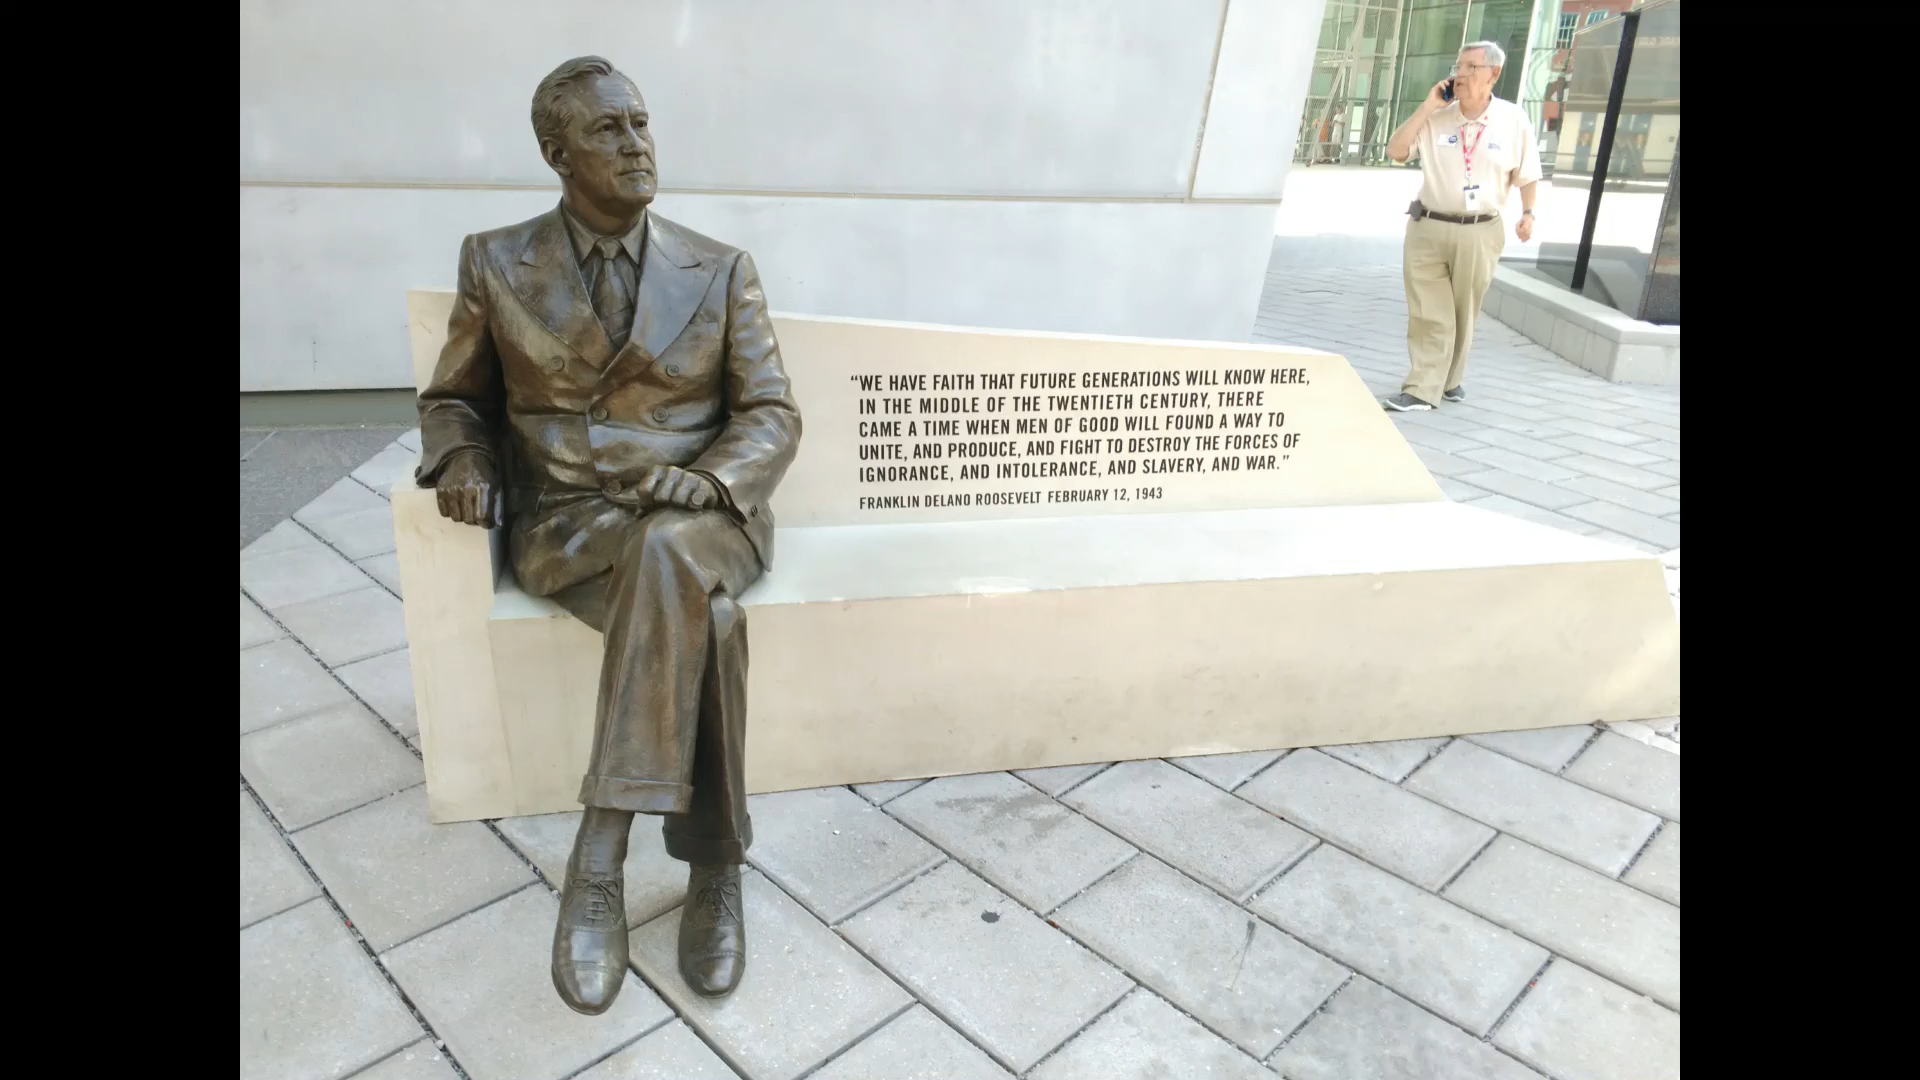 “WE HAVE FAITH THAT FUTURE GENERATIONS WILL KNOW HERE,
IN THE MIDDLE OF THE TWENTIETH CENTURY, THERE
CAME A TIME WHEN MEN OF GOOD WILL FOUND A WAY TO
UNITE, AND PRODUCE, AND FIGHT TO DESTROY THE FORCES OF
IGNORANCE, AND INTOLERANCE, AND SLAVERY, AND WAR.”
FRANKLIN DELANO ROOSEVELT FEBRUARY 12, 1943